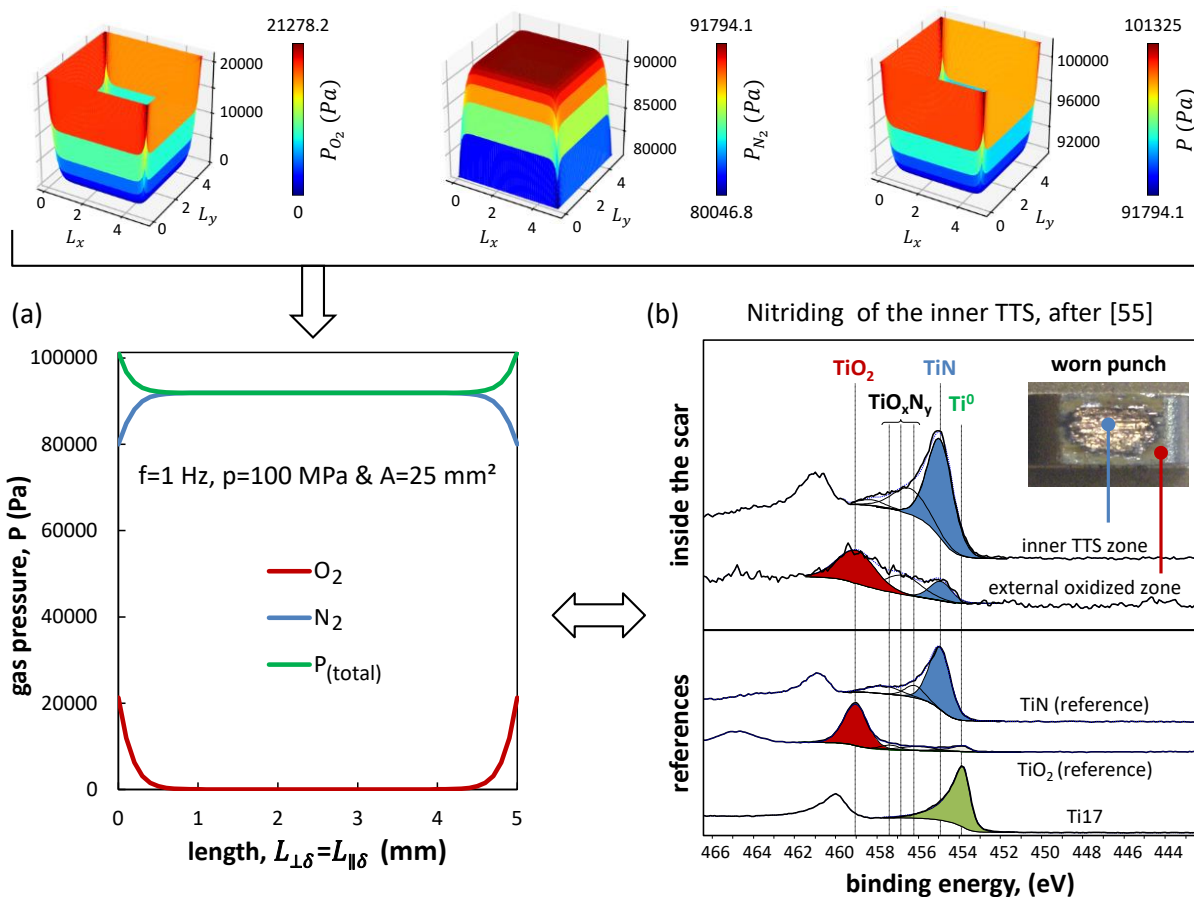 21278.2
20000
10000
0
0
2
4
4
2
0
L_x
L_y
P_{O_2} (Pa)
0
91794.1
90000
85000
80000
0
2
4
4
2
0
L_x
L_y
P_{N_2} (Pa)
80046.8
101325
100000
96000
92000
0
2
4
4
2
0
L_x
L_y
P (Pa)
91794.1
(a)
100000
80000
60000
40000
20000
0
gas pressure, P (Pa)
f=1 Hz, p=100 MPa & A=25 mm²
O₂
N₂
P₍total₎
0 1 2 3 4 5
length, L⊥δ=L∥δ (mm)
(b)
Nitriding of the inner TTS, after [55]
TiO₂
TiN
TiOₓNᵧ
Ti⁰
worn punch
inside the scar
inner TTS zone
external oxidized zone
references
TiN (reference)
TiO₂ (reference)
Ti17
466 464 462 460 458 456 454 452 450 448 446 444
binding energy, (eV)